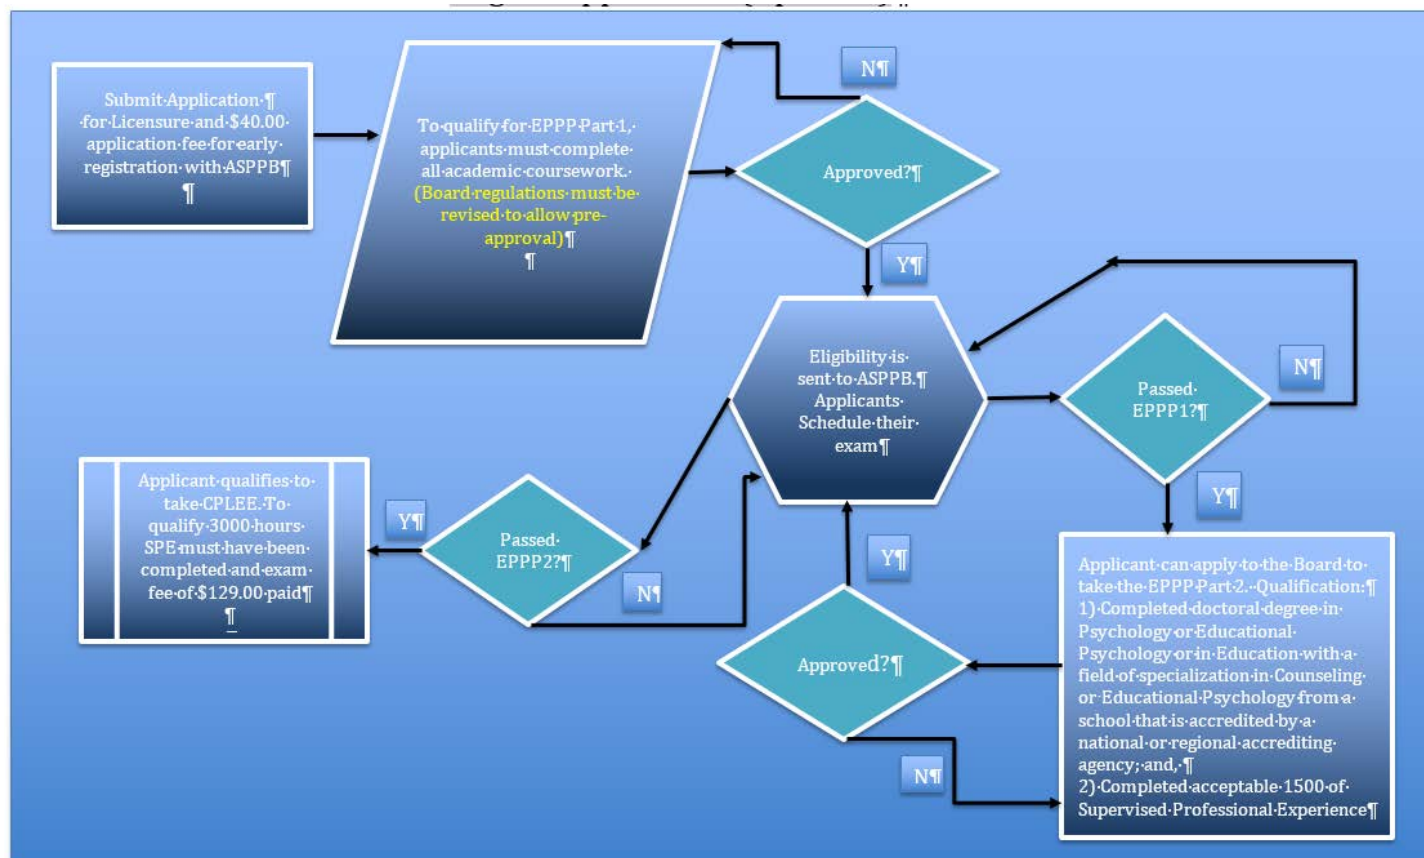 Submit Application ¶
for Licensure and $40.00
application fee for early
registration with ASPPB¶
¶
To qualify for EPPP Part 1,
applicants must complete
all academic coursework.
(Board regulations must be
revised to allow pre-
approval)¶
¶
N¶
Approved?¶
Y¶
Eligibility is
sent to ASPPB.¶
Applicants
Schedule their
exam¶
Passed
EPPP1?¶
N¶
Y¶
Applicant can apply to the Board to
take the EPPP Part 2. Qualification:¶
1) Completed doctoral degree in
Psychology or Educational
Psychology or in Education with a
field of specialization in Counseling
or Educational Psychology from a
school that is accredited by a
national or regional accrediting
agency; and, ¶
2) Completed acceptable 1500 of
Supervised Professional Experience¶
Approved?¶
Y¶
N¶
Passed
EPPP2?¶
N¶
Y¶
Applicant qualifies to
take CPLEE. To
qualify 3000 hours
SPE must have been
completed and exam
fee of $129.00 paid¶
¶